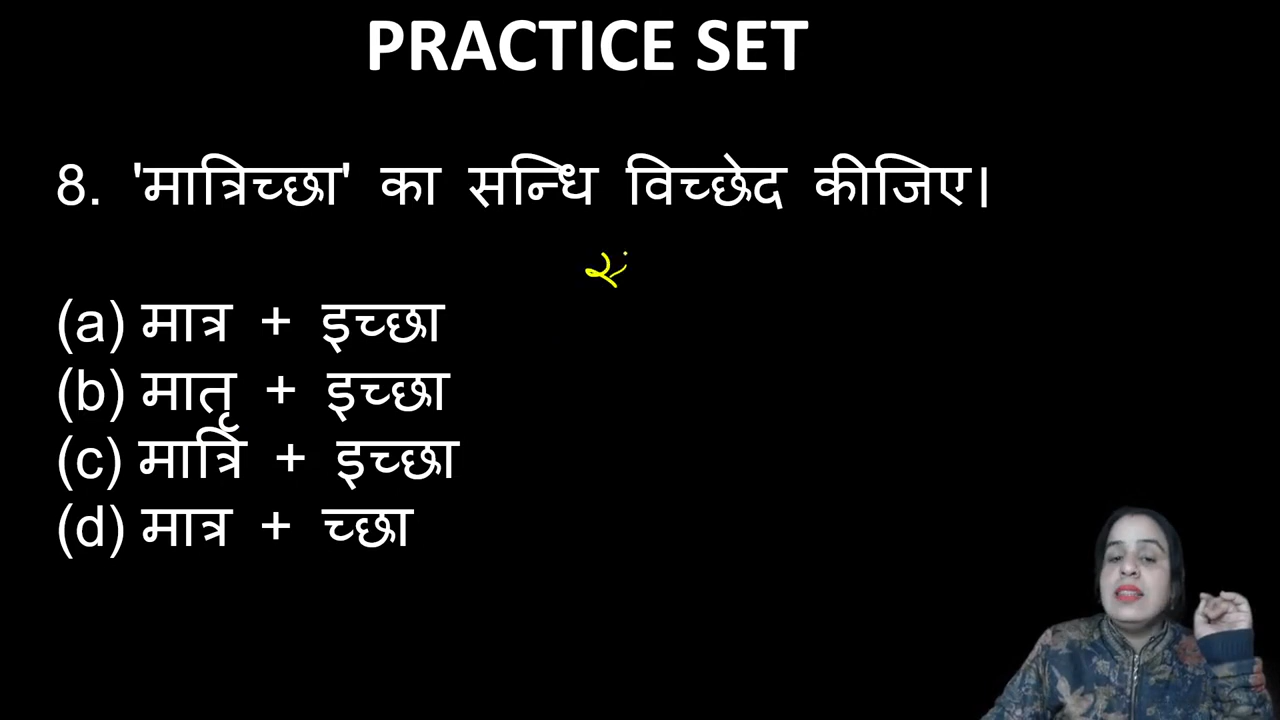 PRACTICE SET
8. 'मात्रिच्छा' का सन्धि विच्छेद कीजिए।
(a) मात्र + इच्छा
(b) मातृ + इच्छा
(c) मात्रि + इच्छा
(d) मात्र + च्छा